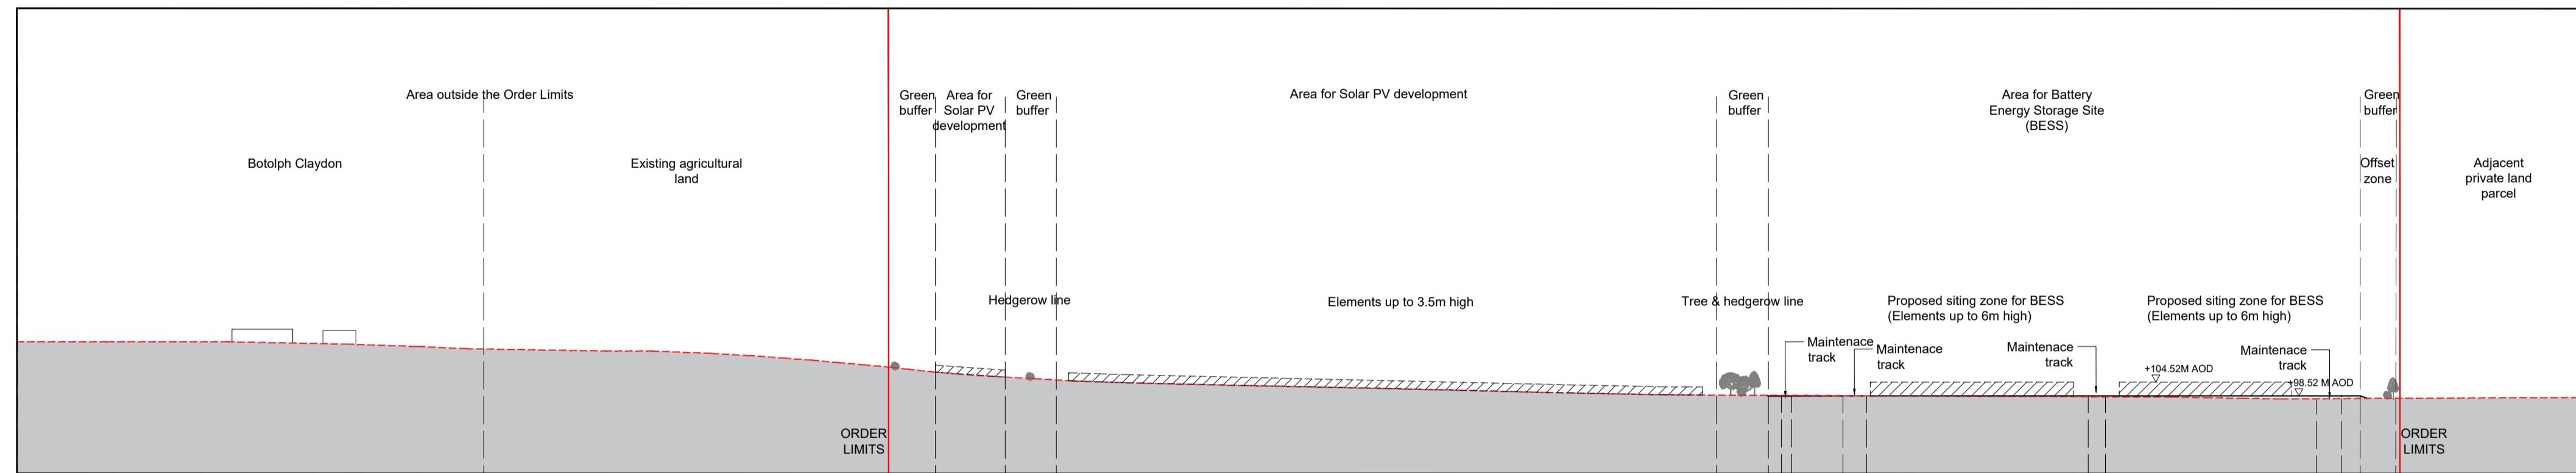 Area outside the Order Limits
Botolph Claydon
Existing agricultural
land
Green
buffer
Area for
Solar PV
development
Green
buffer
Area for Solar PV development
Green
buffer
Area for Battery
Energy Storage Site
(BESS)
Green
buffer
Offset
zone
Adjacent
private land
parcel
Hedgerow line
Elements up to 3.5m high
Tree & hedgerow line
Proposed siting zone for BESS
(Elements up to 6m high)
Proposed siting zone for BESS
(Elements up to 6m high)
Maintenace
track
Maintenace
track
Maintenace
track
Maintenace
track
+104.52M AOD
+98.52 M AOD
ORDER
LIMITS
ORDER
LIMITS